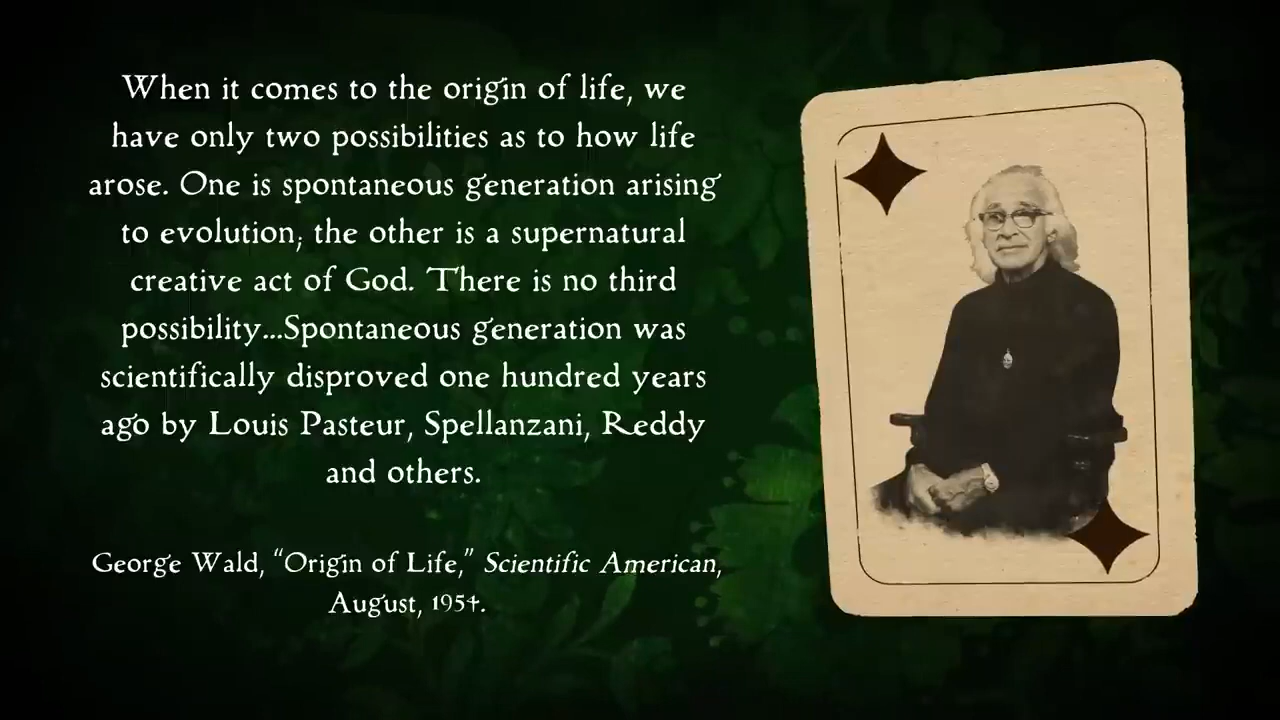 When it comes to the origin of life, we
have only two possibilities as to how life
arose. One is spontaneous generation arising
to evolution; the other is a supernatural
creative act of God. There is no third
possibility...Spontaneous generation was
scientifically disproved one hundred years
ago by Louis Pasteur, Spellanzani, Reddy
and others.
George Wald, “Origin of Life,” Scientific American,
August, 1954.